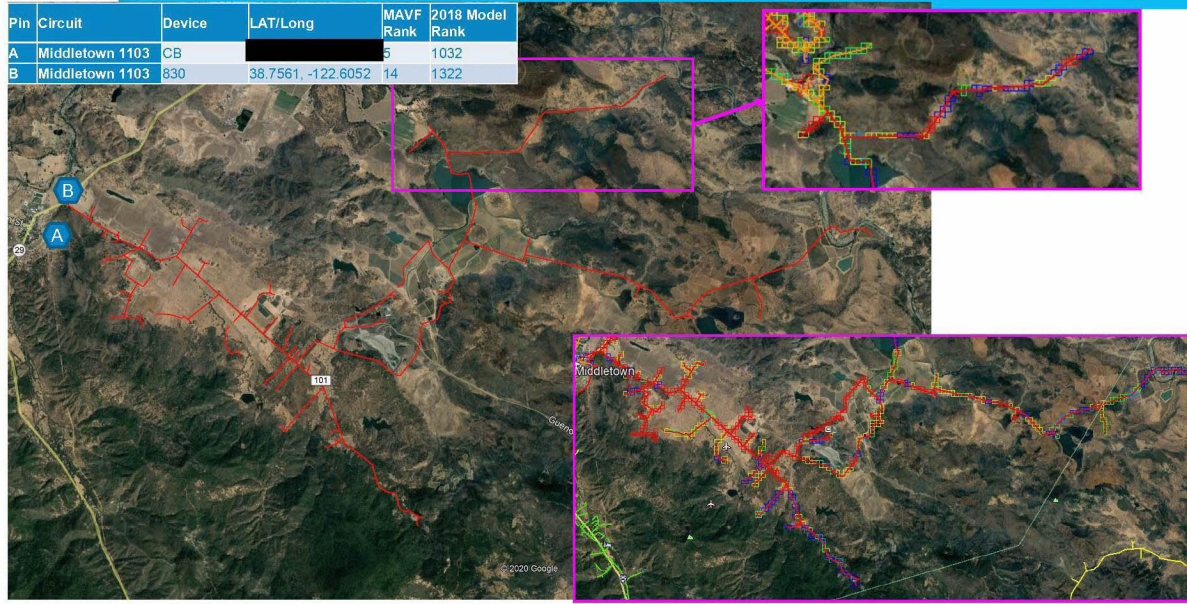 Pin Circuit Device LAT/Long MAVF Rank 2018 Model Rank
A Middletown 1103 CB 5 1032
B Middletown 1103 830 38.7561, -122.6052 14 1322
B
A
29
101
Gueno
© 2020 Google
Middletown